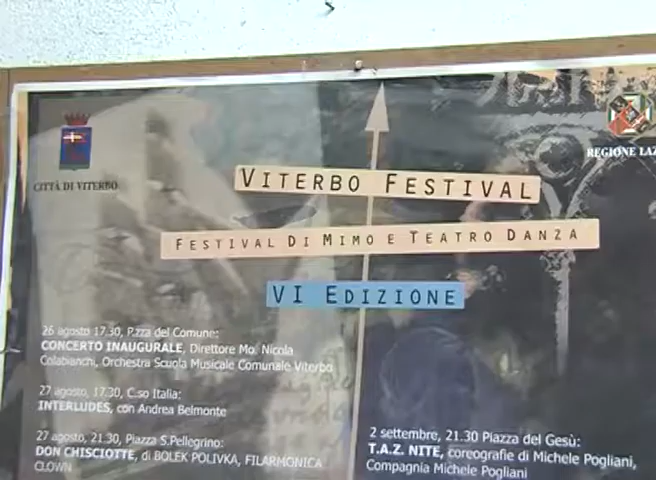 CITTÀ DI VITERBO
REGIONE LAZ
VITERBO FESTIVAL
FESTIVAL DI MIMO E TEATRO DANZA
VI EDIZIONE
26 agosto 17.30, P.zza del Comune:
CONCERTO INAUGURALE, Direttore Mo. Nicola
Colabianchi, Orchestra Scuola Musicale Comunale Viterbo
27 agosto, 17.30, C.so Italia:
INTERLUDES, con Andrea Belmonte
27 agosto, 21.30, Piazza S.Pellegrino:
DON CHISCIOTTE, di BOLEK POLIVKA, FILARMONICA
CLOWN
2 settembre, 21.30 Piazza del Gesù:
T.A.Z. NITE, coreografie di Michele Pogliani,
Compagnia Michele Pogliani